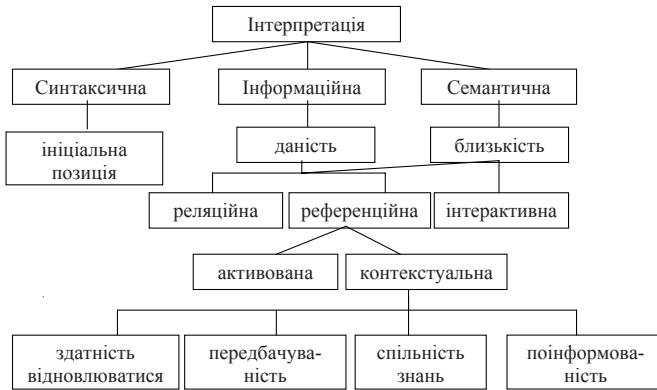 Інтерпретація
Синтаксична
Інформаційна
Семантична
ініціальна
позиція
даність
близькість
реляційна
референційна
інтерактивна
активована
контекстуальна
здатність
відновлюватися
передбачува-
ність
спільність
знань
поінформова-
ність